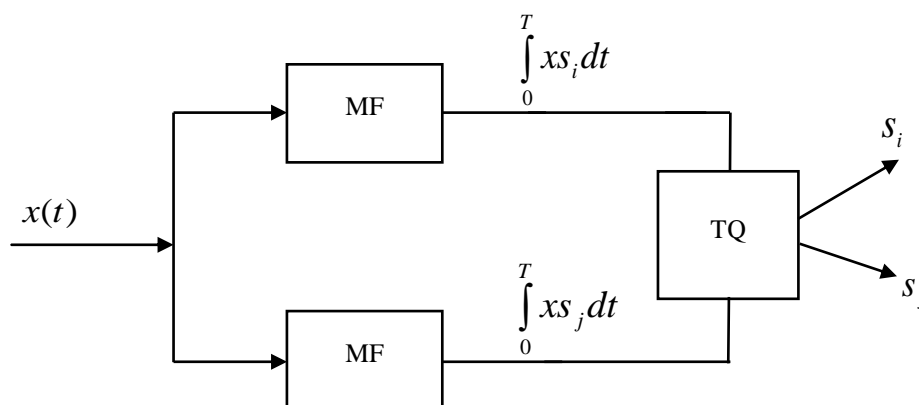 ∫₀ᵀ xsᵢdt
MF
sᵢ
x(t)
TQ
∫₀ᵀ xsⱼdt
s
MF